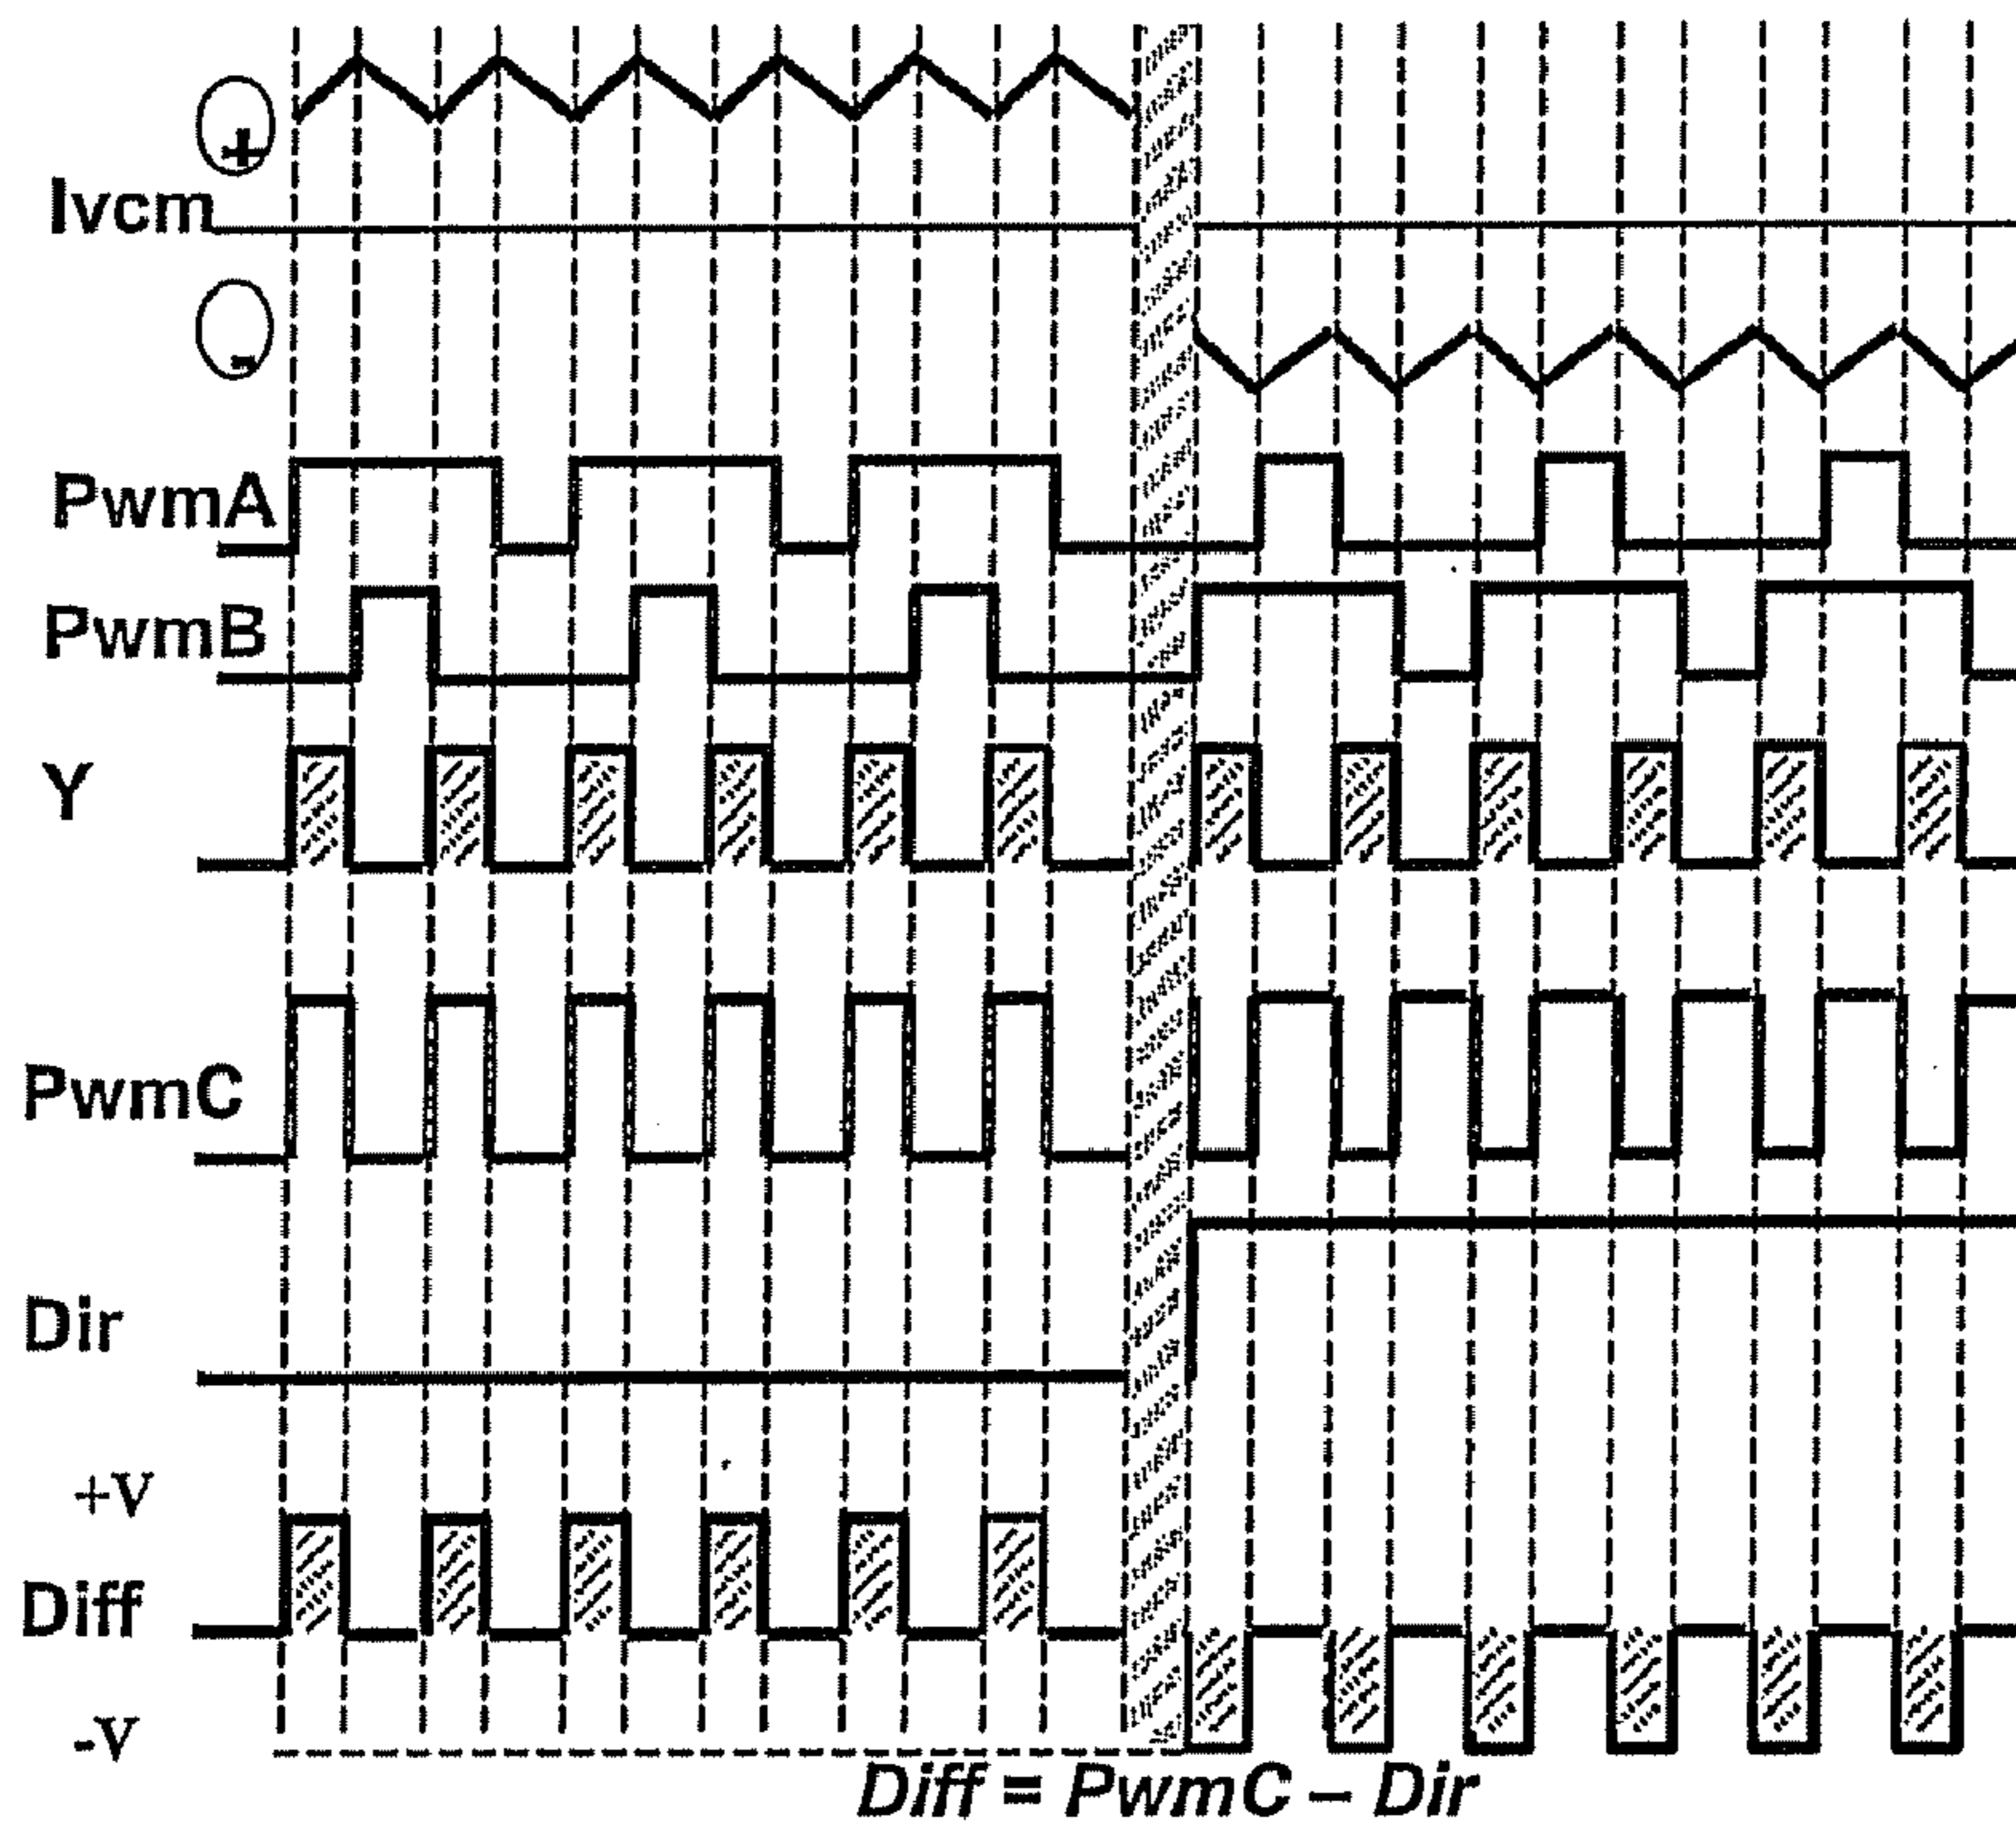 +
Ivcm
-
PwmA
PwmB
Y
PwmC
Dir
+V
Diff
-V
Diff = PwmC – Dir